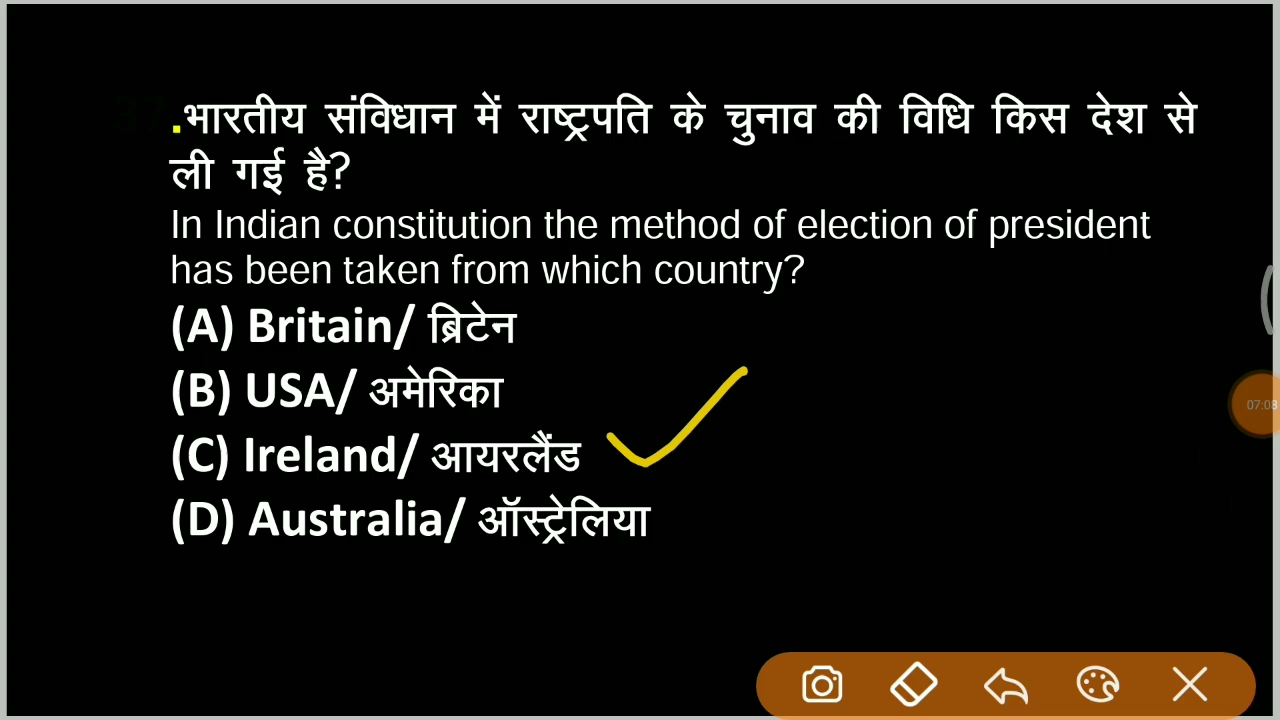 .भारतीय संविधान में राष्ट्रपति के चुनाव की विधि किस देश से
ली गई है?
In Indian constitution the method of election of president
has been taken from which country?
(A) Britain/ ब्रिटेन
(B) USA/ अमेरिका
(C) Ireland/ आयरलैंड
(D) Australia/ ऑस्ट्रेलिया
07:08